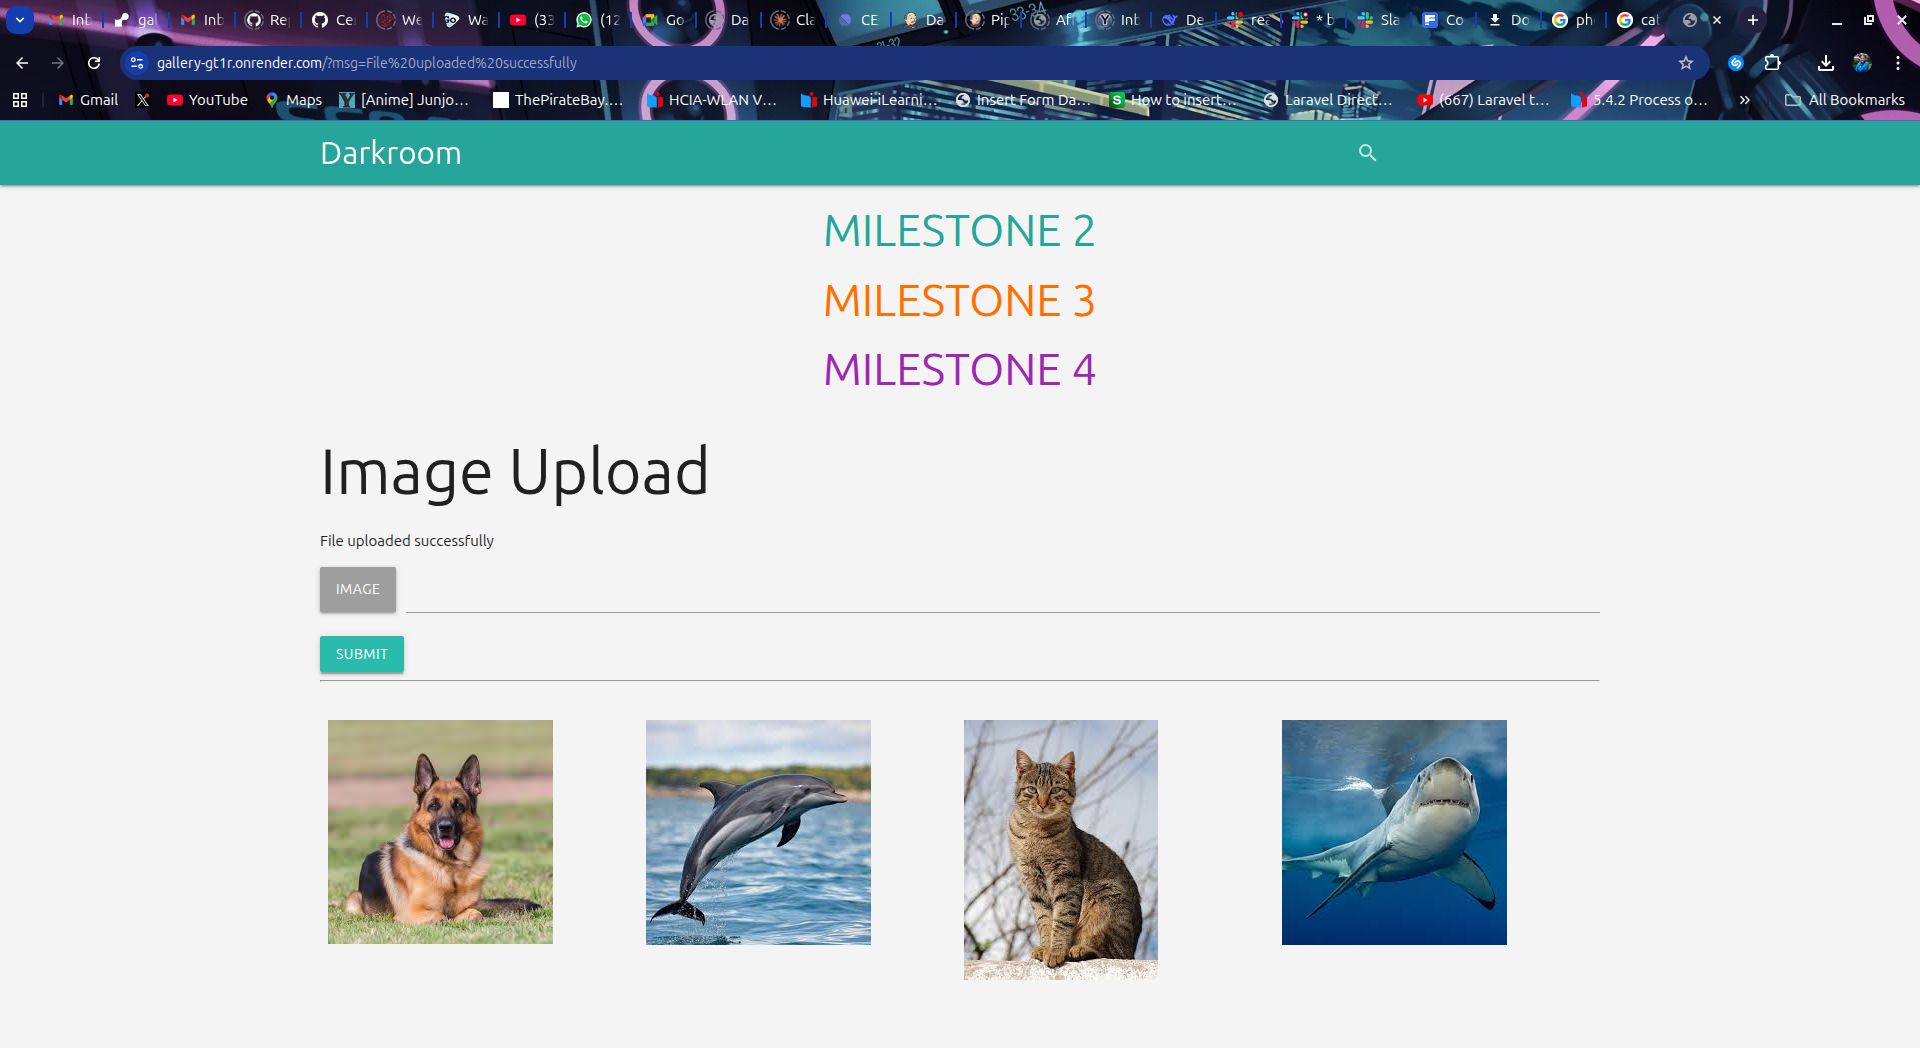 Inb gal Inb Re Cer We Wa (33 (12 Go Da Cla CE Da Pip Af Int De rea * b Sla Co Do ph cat
gallery-gt1r.onrender.com/?msg=File%20uploaded%20successfully
Gmail YouTube Maps [Anime] Junjo... ThePirateBay.... HCIA-WLAN V... Huawei iLearni... Insert Form Da... How to insert... Laravel Direct... (667) Laravel t... 5.4.2 Process o... » All Bookmarks
Darkroom
MILESTONE 2
MILESTONE 3
MILESTONE 4
Image Upload
File uploaded successfully
IMAGE
SUBMIT